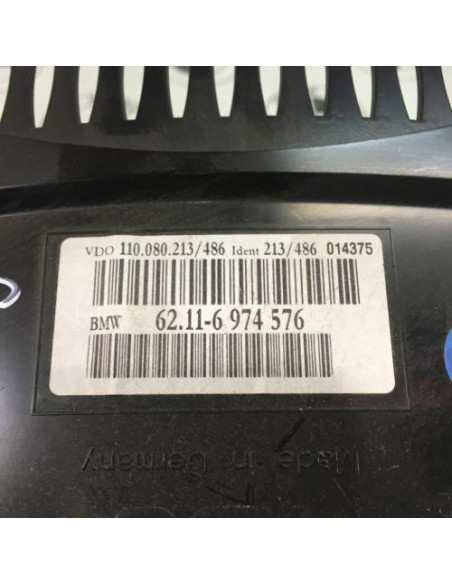 VDO 110.080.213/486 Ident 213/486 014375
BMW 62.11-6 974 576
Made in Germany